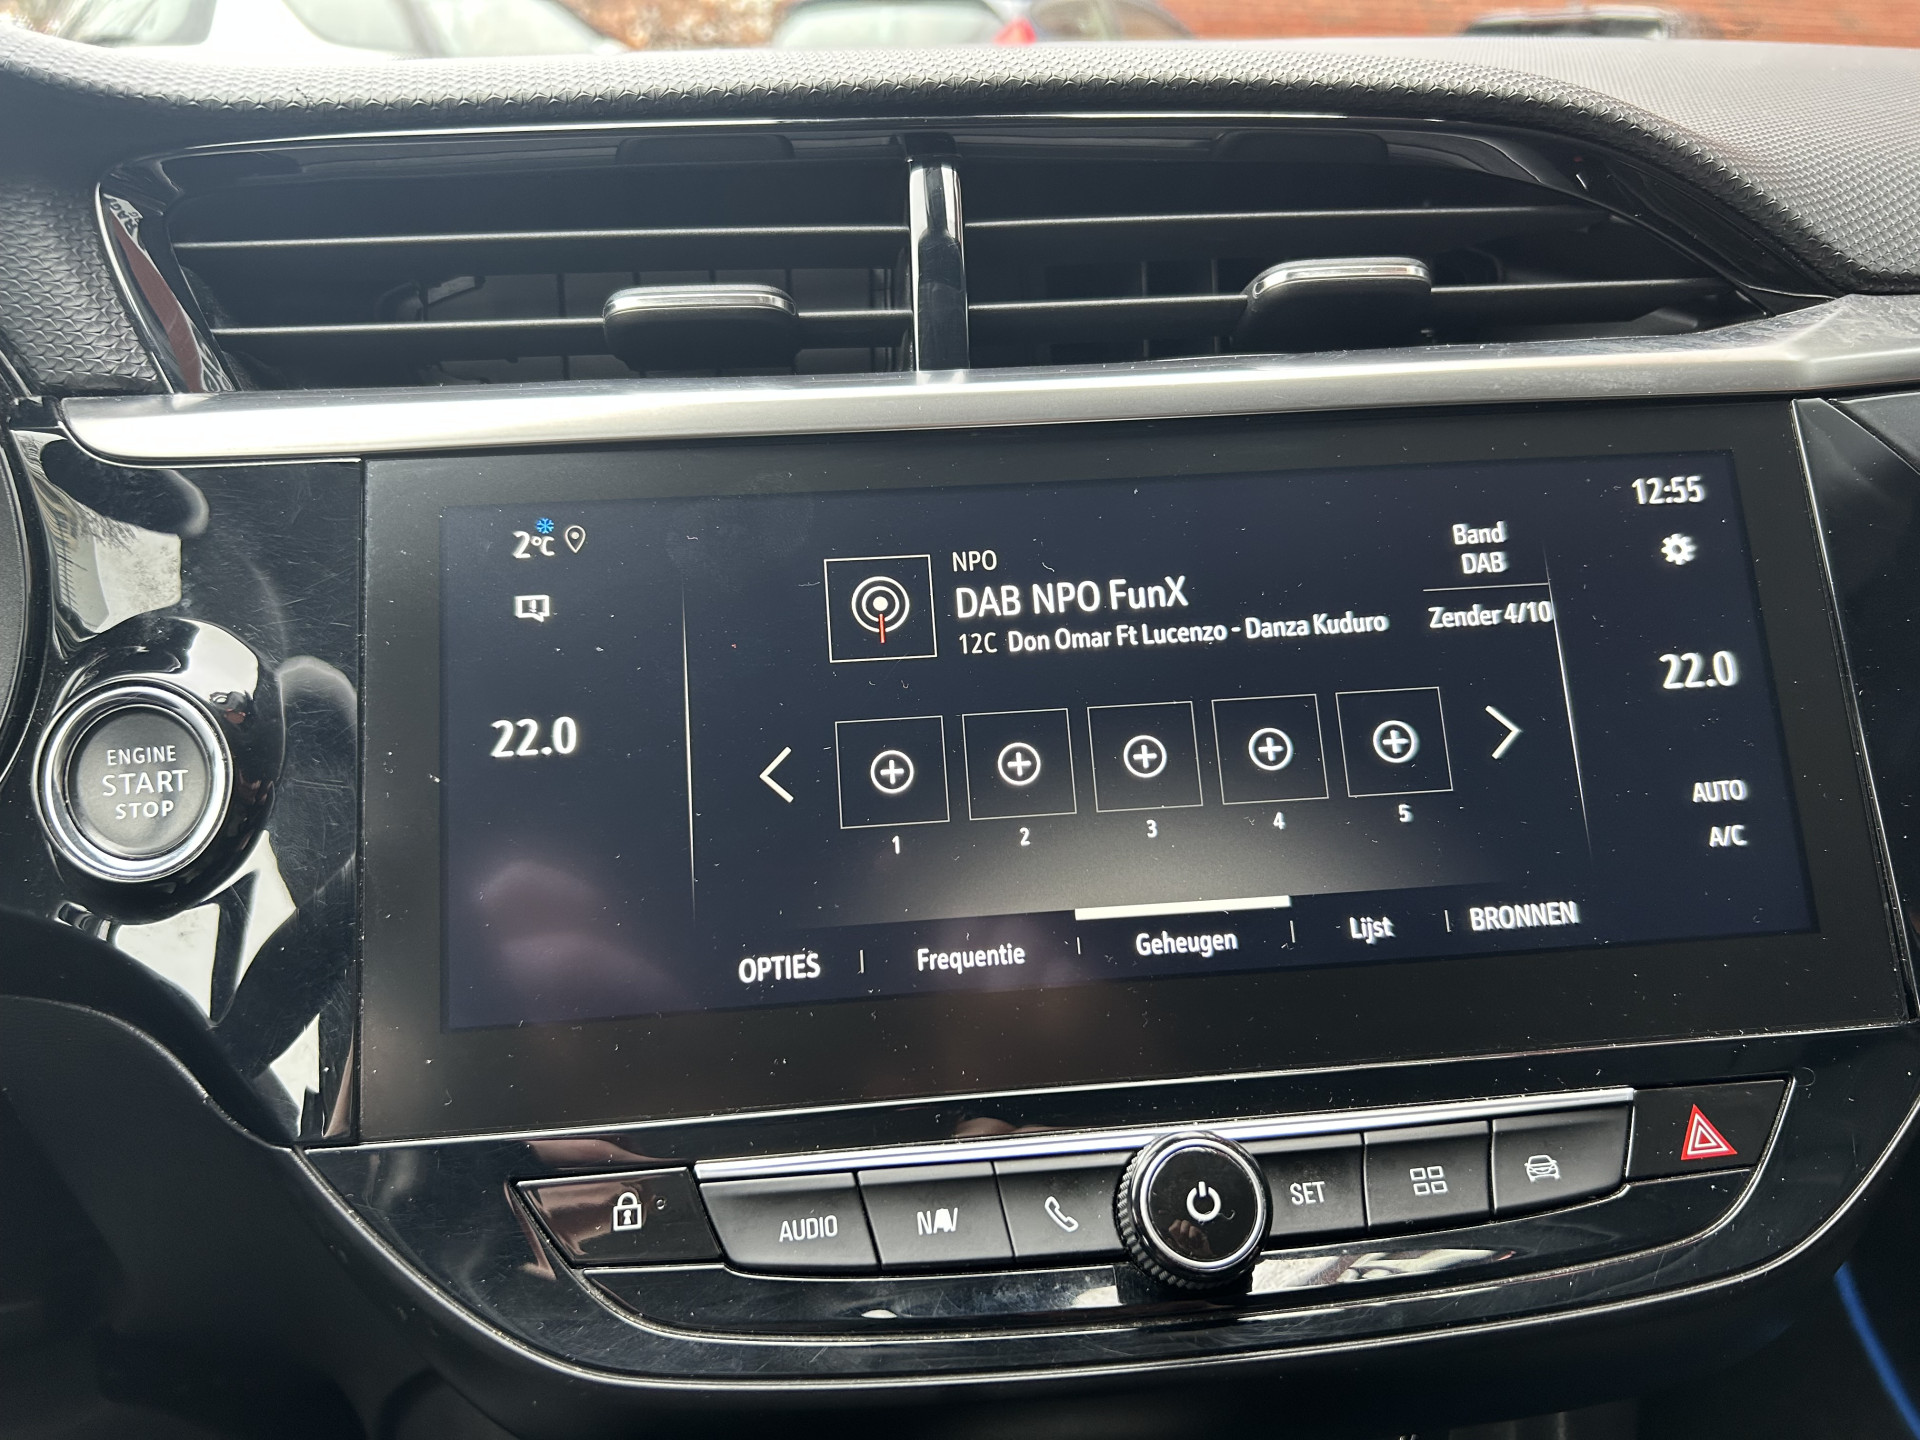 12:55
2°C
NPO
DAB NPO FunX
12C Don Omar Ft Lucenzo - Danza Kuduro
Band
DAB
Zender 4/10
22.0
22.0
1
2
3
4
5
AUTO
A/C
OPTIES
Frequentie
Geheugen
Lijst
BRONNEN
ENGINE
START
STOP
AUDIO
NAV
SET